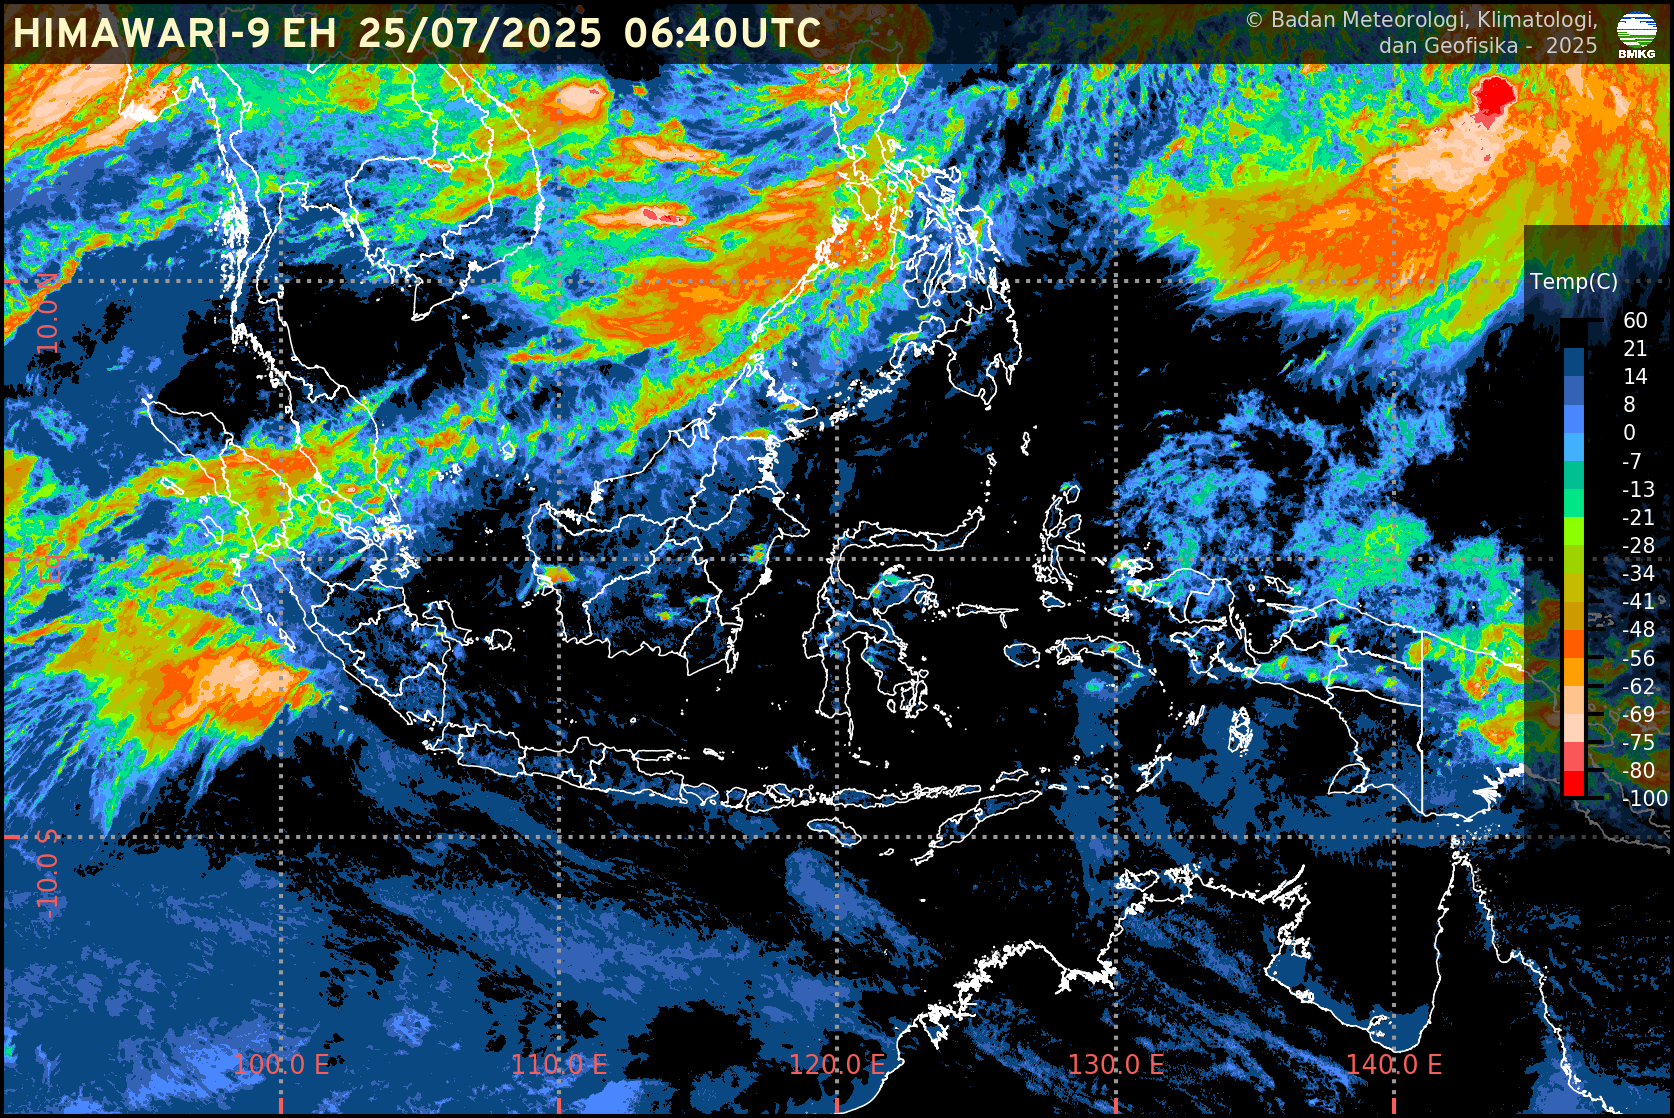 HIMAWARI-9 EH 25/07/2025 06:40UTC
© Badan Meteorologi, Klimatologi,
dan Geofisika - 2025
BMKG
10.0 N
Temp(C)
60
21
14
8
0
-7
-13
-21
-28
-34
-41
-48
-56
-62
-69
-75
-80
-100
-10.0 S
100.0 E
110.0 E
120.0 E
130.0 E
140.0 E